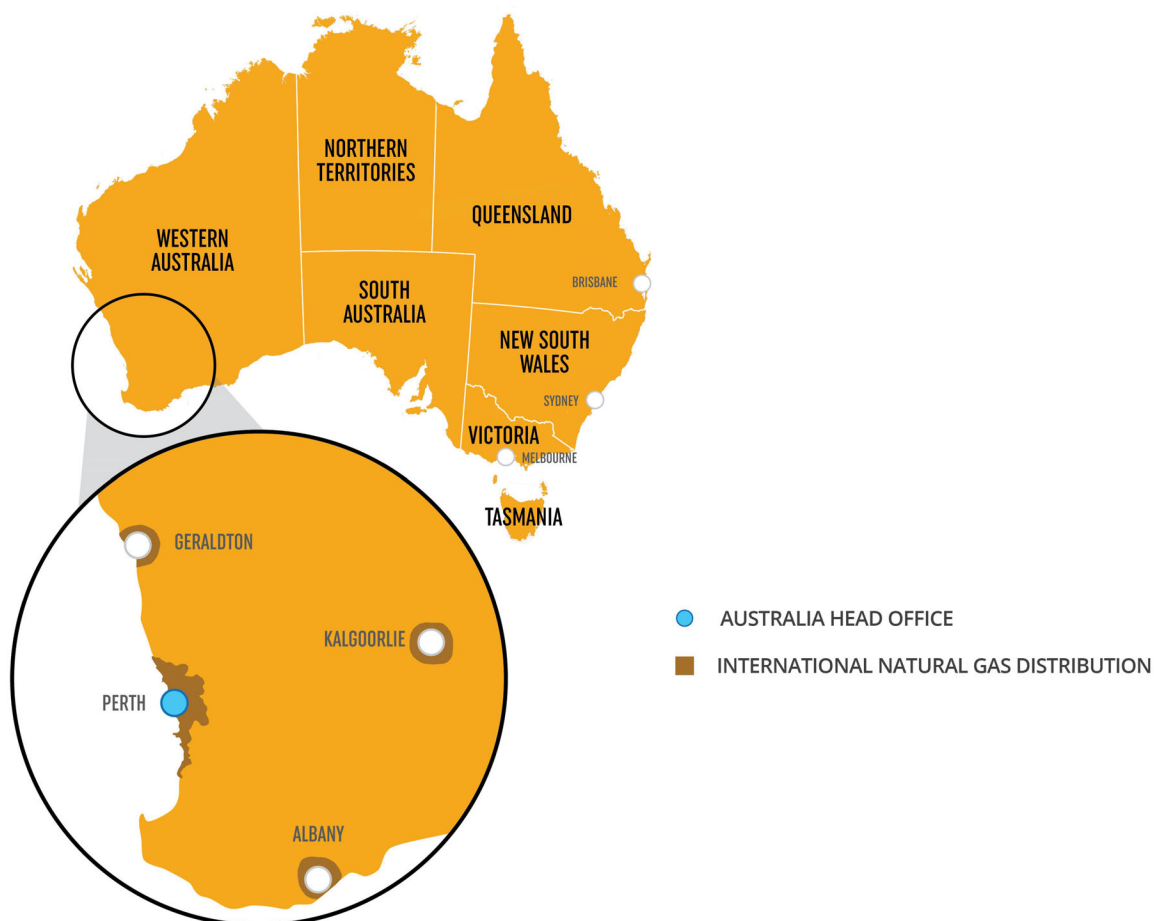 NORTHERN
TERRITORIES
QUEENSLAND
WESTERN
AUSTRALIA
BRISBANE
SOUTH
AUSTRALIA
NEW SOUTH
WALES
SYDNEY
VICTORIA
MELBOURNE
TASMANIA
GERALDTON
KALGOORLIE
PERTH
ALBANY
AUSTRALIA HEAD OFFICE
INTERNATIONAL NATURAL GAS DISTRIBUTION